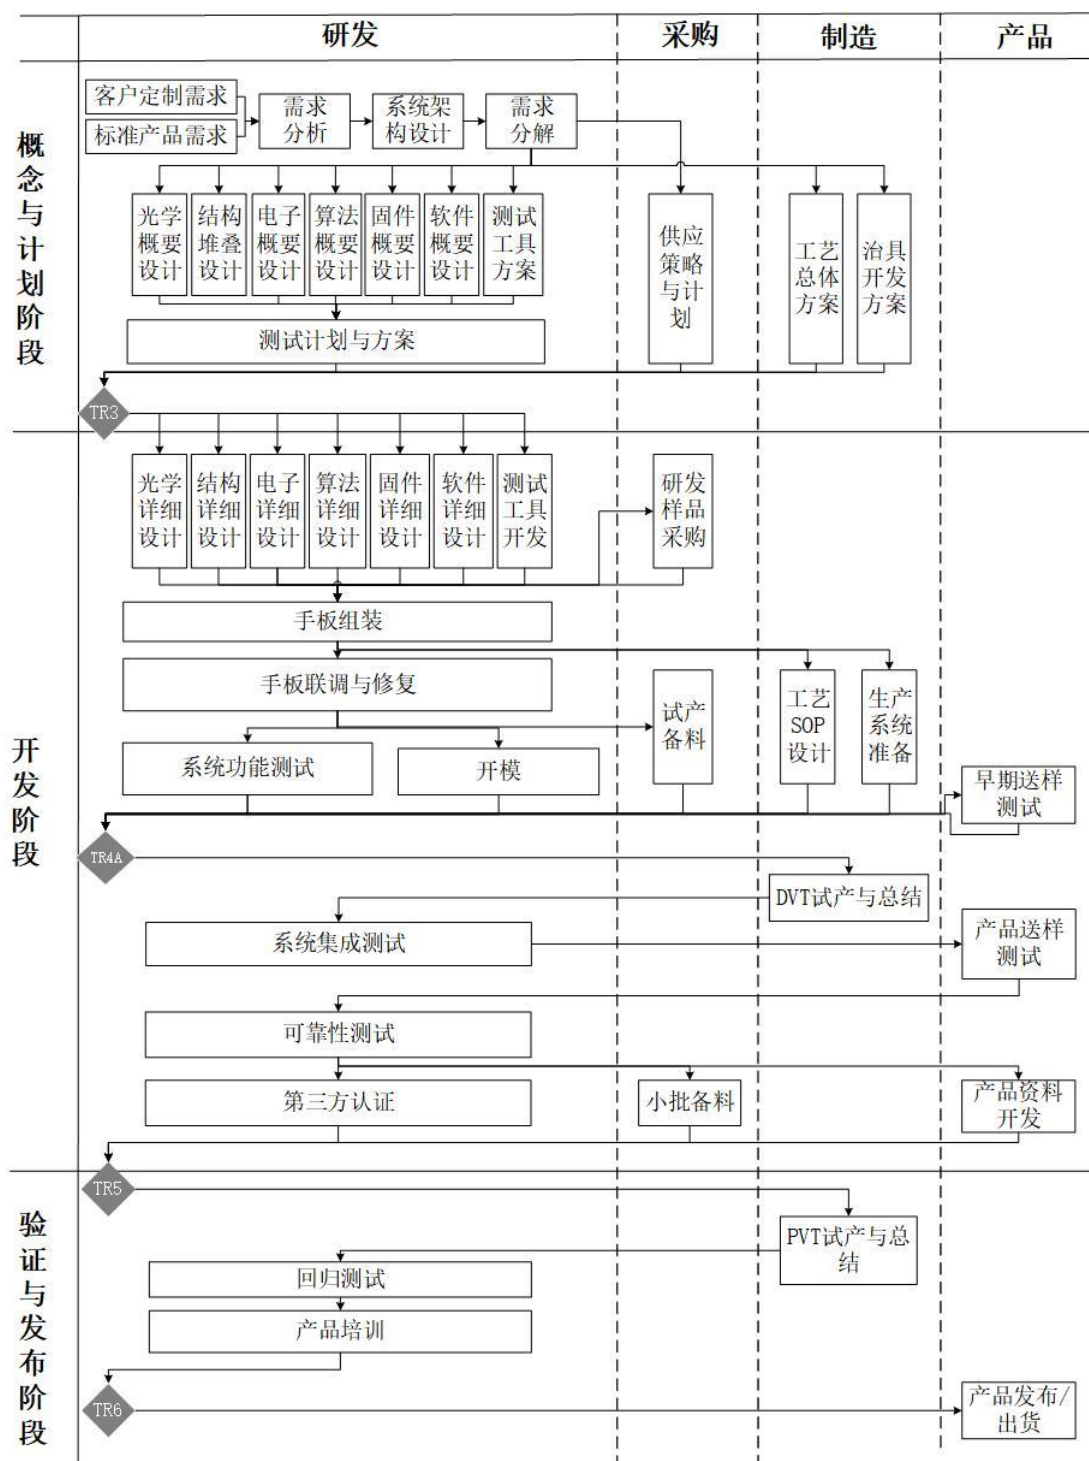 研发
采购
制造
产品
概念与计划阶段
客户定制需求
标准产品需求
需求
分析
系统架
构设计
需求
分解
光学
概要
设计
结构
堆叠
设计
电子
概要
设计
算法
概要
设计
固件
概要
设计
软件
概要
设计
测试
工具
方案
供应
策略
与计
划
工艺
总体
方案
治具
开发
方案
测试计划与方案
TR3
开发阶段
光学
详细
设计
结构
详细
设计
电子
详细
设计
算法
详细
设计
固件
详细
设计
软件
详细
设计
测试
工具
开发
研发
样品
采购
手板组装
手板联调与修复
试产
备料
工艺
SOP
设计
生产
系统
准备
系统功能测试
开模
早期送样
测试
TR4A
DVT试产与总结
系统集成测试
产品送样
测试
可靠性测试
第三方认证
小批备料
产品资料
开发
TR5
验证与发布阶段
PVT试产与总
结
回归测试
产品培训
TR6
产品发布/
出货